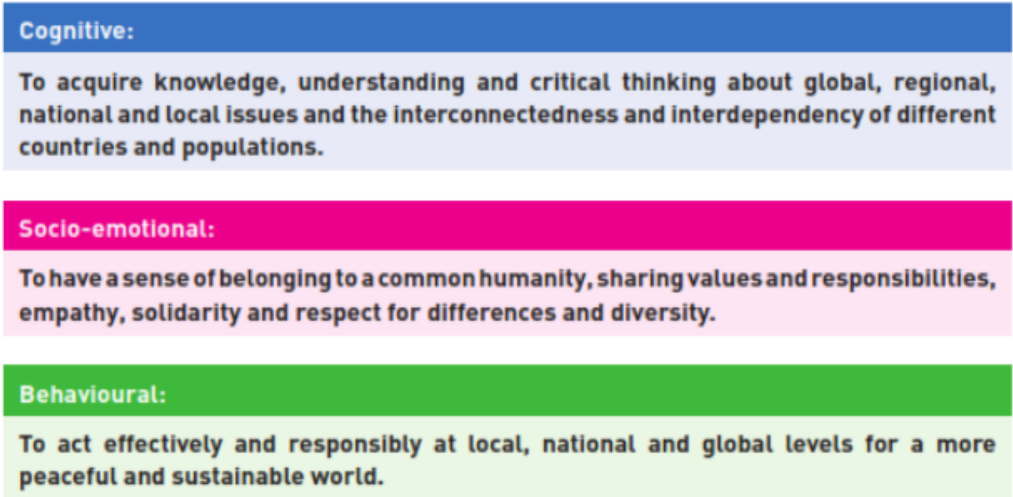 Cognitive:
To acquire knowledge, understanding and critical thinking about global, regional,
national and local issues and the interconnectedness and interdependency of different
countries and populations.
Socio-emotional:
To have a sense of belonging to a common humanity, sharing values and responsibilities,
empathy, solidarity and respect for differences and diversity.
Behavioural:
To act effectively and responsibly at local, national and global levels for a more
peaceful and sustainable world.